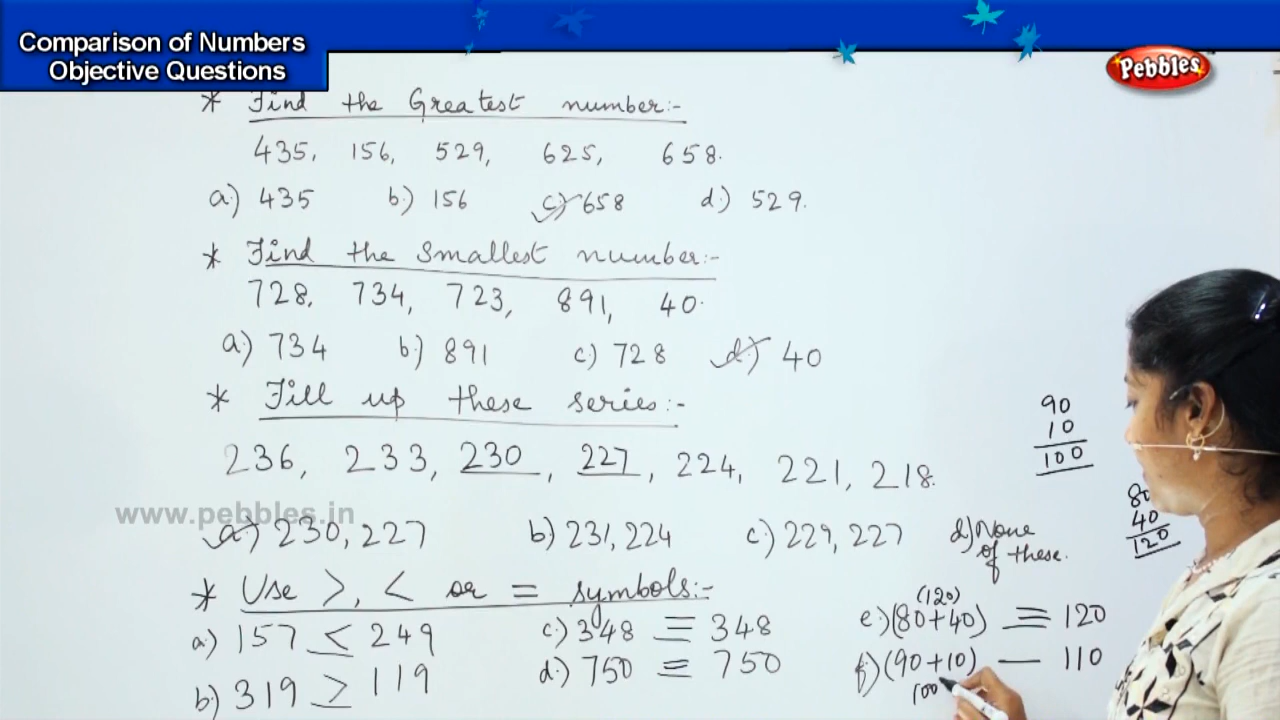 Comparison of Numbers
Objective Questions
Pebbles
* Find the Greatest number:-
435, 156, 529, 625, 658.
a.) 435 b.) 156 c.) 658 d.) 529.
* Find the Smallest number:-
728, 734, 723, 891, 40.
a.) 734 b.) 891 c.) 728 d.) 40
* Fill up these series:-
236, 233, 230, 227, 224, 221, 218.
www.pebbles.in
a.) 230, 227 b.) 231, 224 c.) 229, 227 d.) None of these.
90
10
100
80
40
120
* Use >, < or = symbols:-
a.) 157 < 249 c.) 348 = 348 e.) (80+40) = 120
(120)
b.) 319 > 119 d.) 750 = 750 f.) (90+10) __ 110
100